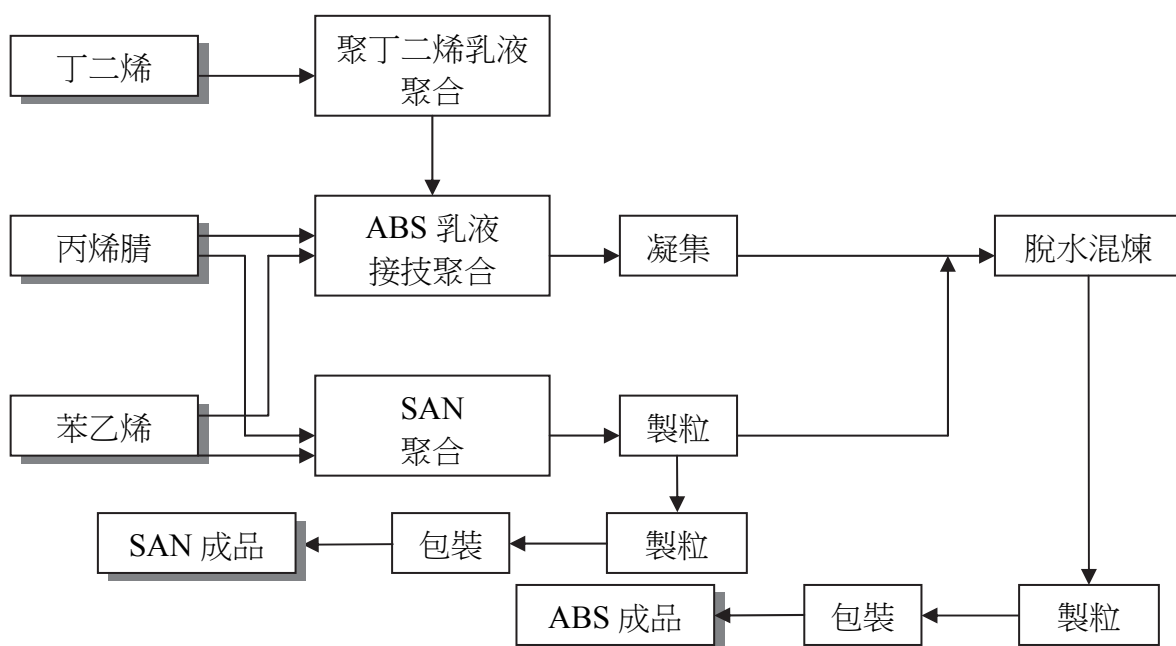 丁二烯
聚丁二烯乳液
聚合
丙烯腈
ABS 乳液
接技聚合
凝集
脫水混煉
苯乙烯
SAN
聚合
製粒
SAN 成品
包裝
製粒
ABS 成品
包裝
製粒